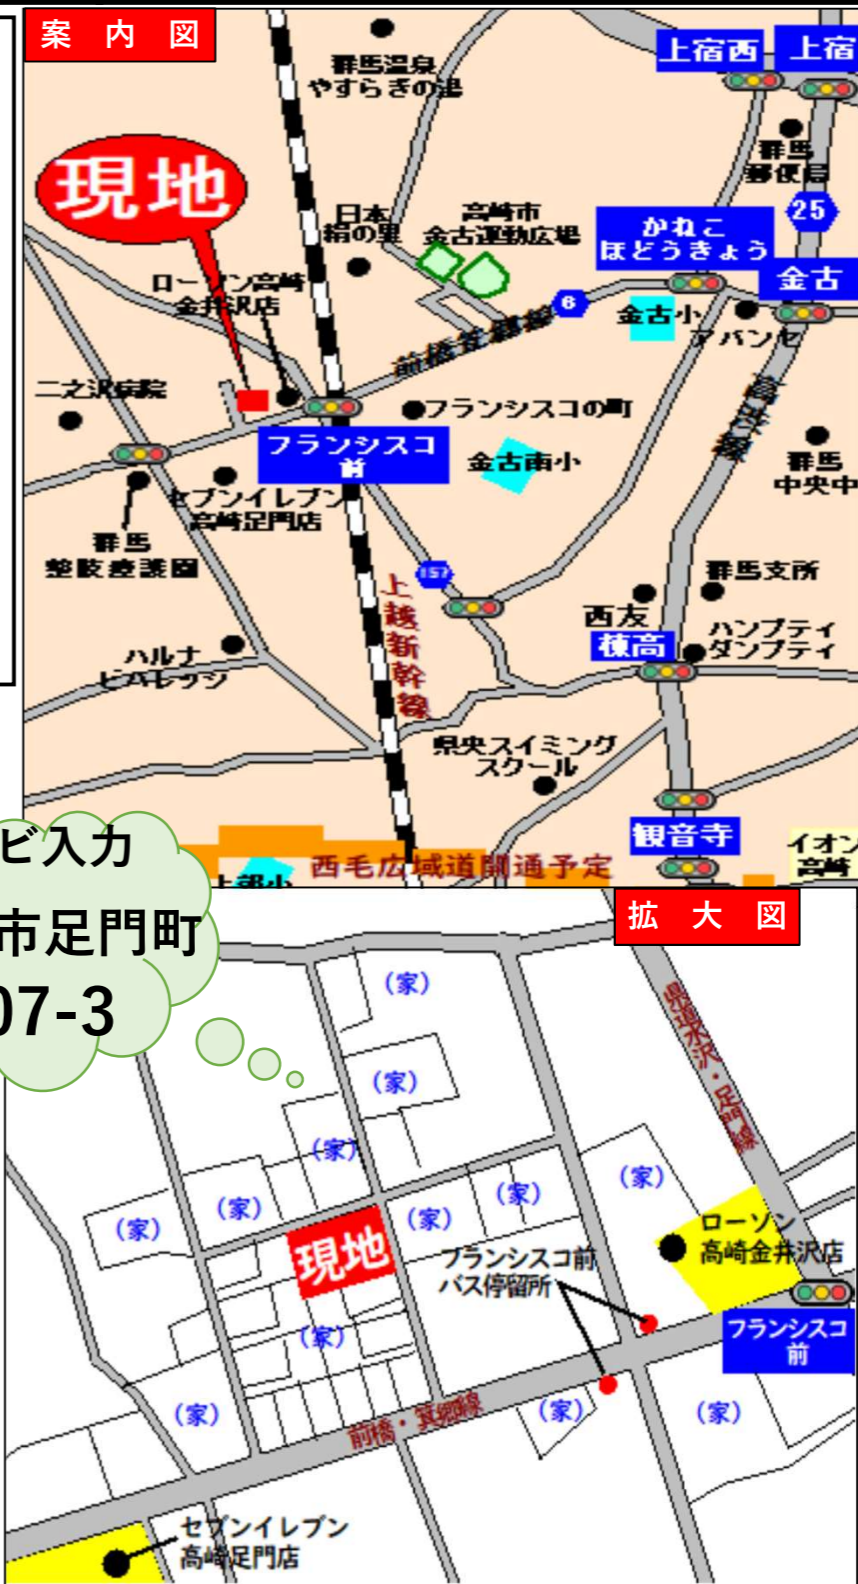 案内図
群馬温泉
やすらぎの湯
上宿西
上宿
群馬
郵便局
現地
日本
絹の里
高崎市
金古運動広場
かねこ
ほどうきょう
25
金古
ローソン高崎
金井沢店
6
金古小
アバンセ
前橋箕郷線
高渋線
二之沢病院
フランシスコの町
フランシスコ
前
金古南小
群馬
中央中
セブンイレブン
高崎足門店
群馬
整肢療護園
157
上越新幹線
群馬支所
西友
棟高
ハンプティ
ダンプティ
ハルナ
ビバレッジ
県央スイミング
スクール
観音寺
イオン
高崎
西毛広域道開通予定
上郊小
ビ入力
市足門町
07-3
拡大図
(家)
県道水沢・足門線
(家)
(家)
(家)
(家)
(家)
(家)
(家)
現地
ローソン
高崎金井沢店
フランシスコ前
バス停留所
フランシスコ
前
(家)
(家)
(家)
(家)
前橋・箕郷線
セブンイレブン
高崎足門店